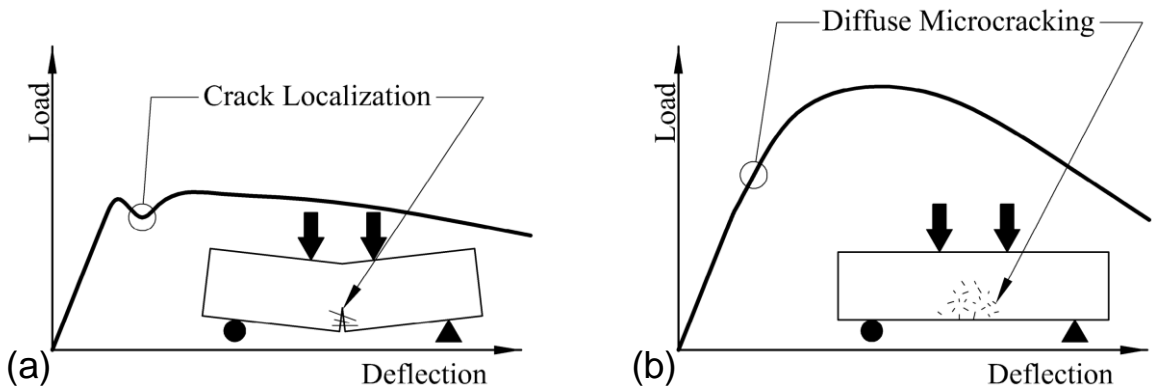 Load
Crack Localization
(a)
Deflection
Load
Diffuse Microcracking
(b)
Deflection